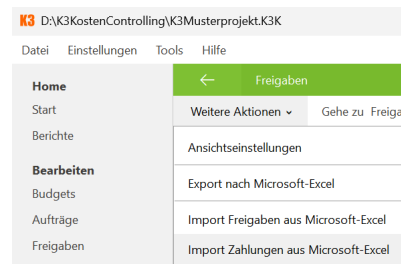 K3 D:\K3KostenControlling\K3Musterprojekt.K3K
Datei Einstellungen Tools Hilfe
Home
Start
Berichte
Bearbeiten
Budgets
Aufträge
Freigaben
← Freigaben
Weitere Aktionen Gehe zu
Ansichtseinstellungen
Export nach Microsoft-Excel
Import Freigaben aus Microsoft-Excel
Import Zahlungen aus Microsoft-Excel